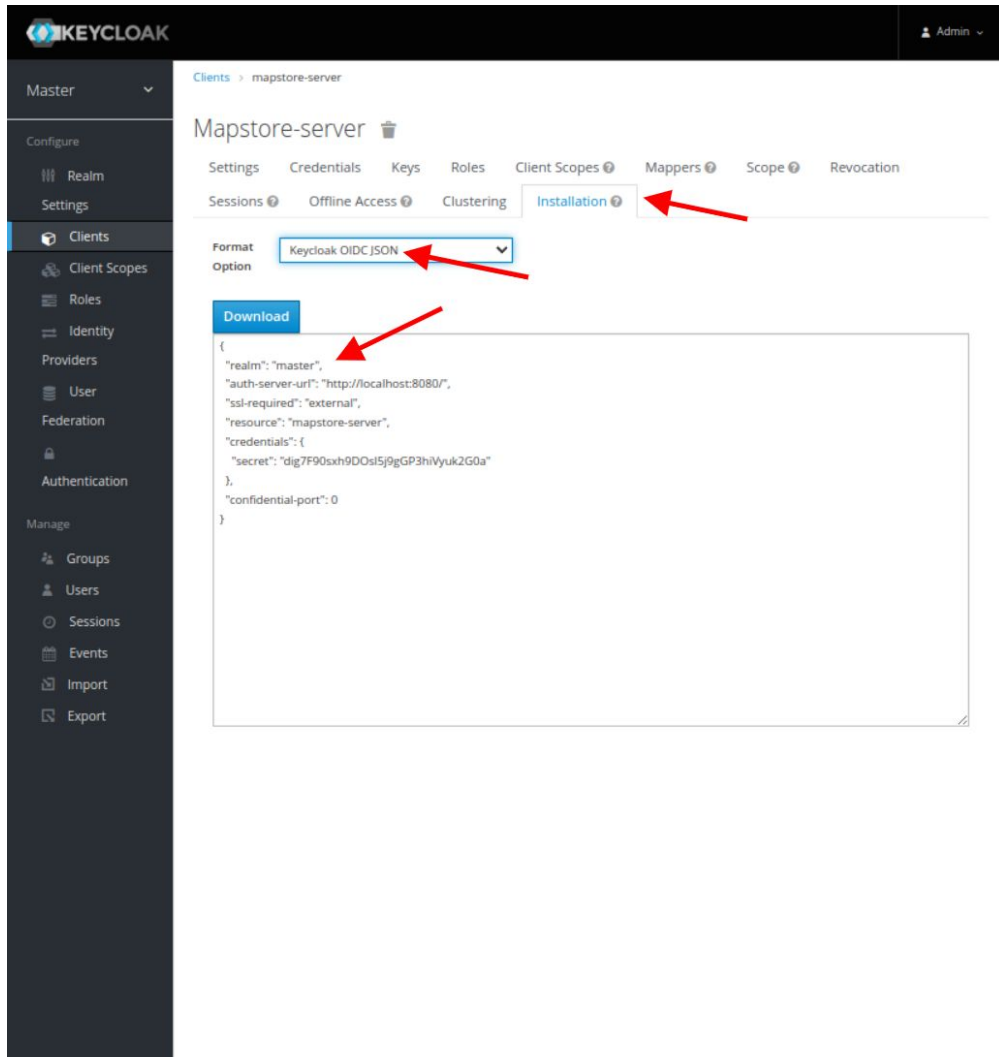 KEYCLOAK
Admin
Master
Clients > mapstore-server
Mapstore-server
Configure
Realm
Settings
Clients
Client Scopes
Roles
Identity
Providers
User
Federation
Authentication
Manage
Groups
Users
Sessions
Events
Import
Export
Settings Credentials Keys Roles Client Scopes Mappers Scope Revocation
Sessions Offline Access Clustering Installation
Format
Option
Keycloak OIDC JSON
Download
{
"realm": "master",
"auth-server-url": "http://localhost:8080/",
"ssl-required": "external",
"resource": "mapstore-server",
"credentials": {
"secret": "dig7F90sxh9DOsI5j9gGP3hiVyuk2G0a"
},
"confidential-port": 0
}